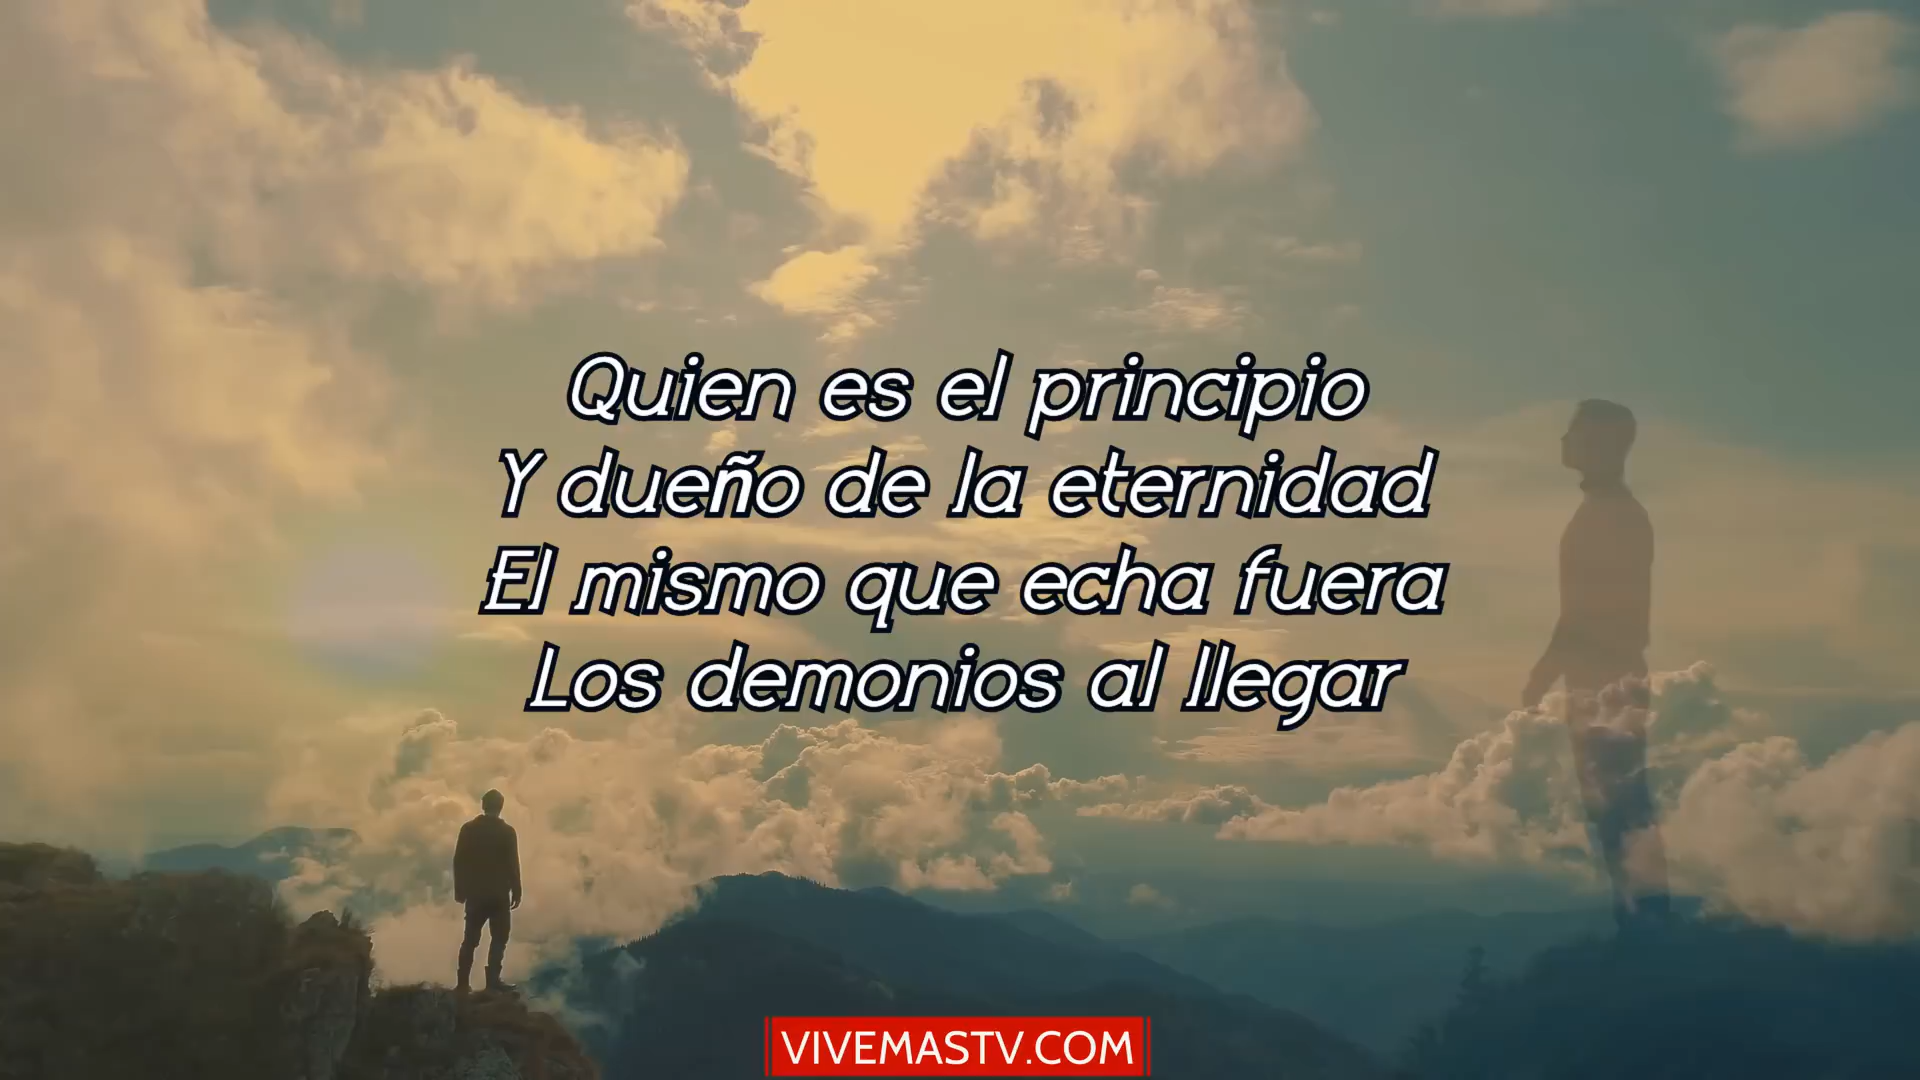 Quien es el principio
Y dueño de la eternidad
El mismo que echa fuera
Los demonios al llegar
VIVEMASTV.COM